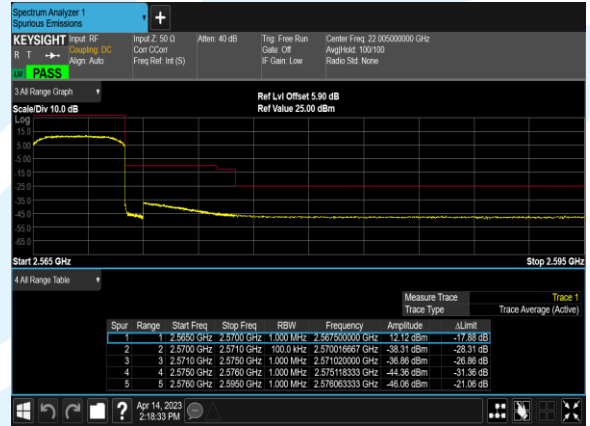 Spectrum Analyzer 1
Spurious Emissions
KEYSIGHT Input: RF Input Z: 50 Ω Atten: 40 dB Trig: Free Run Center Freq: 22.005000000 GHz
R T Coupling: DC Corr CCorr Gate: Off Avg|Hold: 100/100
Align: Auto Freq Ref: Int (S) IF Gain: Low Radio Std: None
PASS
3 All Range Graph
Ref Lvl Offset 5.90 dB
Scale/Div 10.0 dB Ref Value 25.00 dBm
Log
15.0
5.00
-5.00
-15.0
-25.0
-35.0
-45.0
-55.0
-65.0
Start 2.565 GHz Stop 2.595 GHz
4 All Range Table
Measure Trace Trace 1
Trace Type Trace Average (Active)
Spur Range Start Freq Stop Freq RBW Frequency Amplitude ΔLimit
1 1 2.5650 GHz 2.5700 GHz 1.000 MHz 2.567500000 GHz 12.12 dBm -17.88 dB
2 2 2.5700 GHz 2.5710 GHz 100.0 kHz 2.570016667 GHz -38.31 dBm -28.31 dB
3 3 2.5710 GHz 2.5750 GHz 1.000 MHz 2.571020000 GHz -36.86 dBm -26.86 dB
4 4 2.5750 GHz 2.5760 GHz 1.000 MHz 2.575118333 GHz -44.36 dBm -31.36 dB
5 5 2.5760 GHz 2.5950 GHz 1.000 MHz 2.576063333 GHz -46.06 dBm -21.06 dB
? Apr 14, 2023
2:18:33 PM